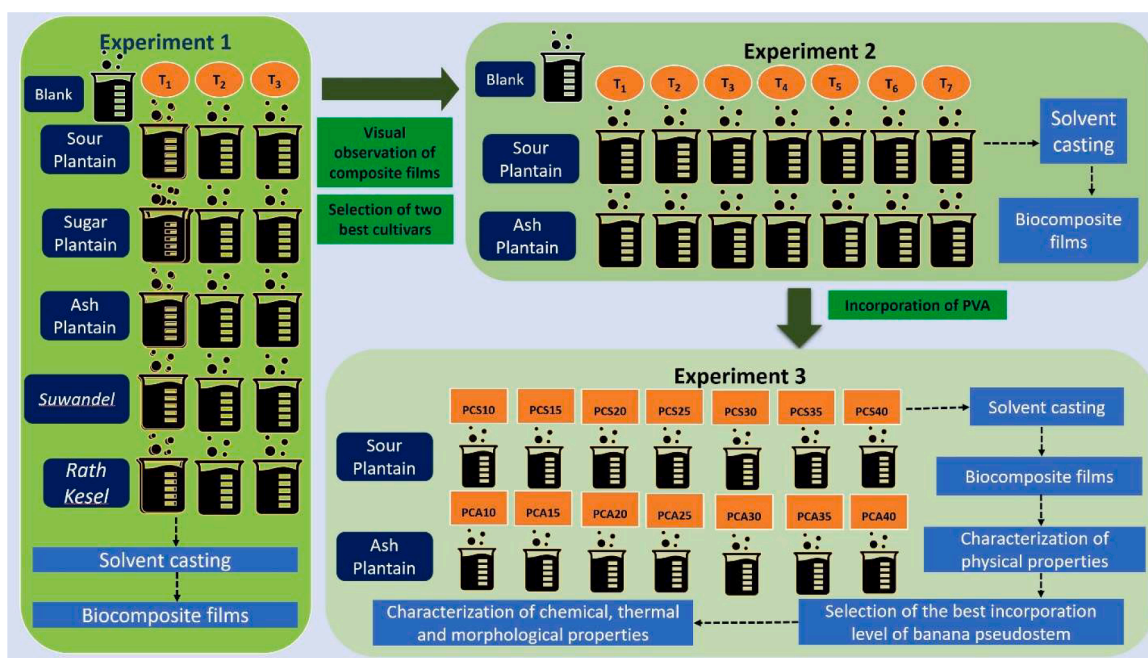 Experiment 1
Blank
T1
T2
T3
Sour
Plantain
Sugar
Plantain
Ash
Plantain
Suwandel
Rath
Kesel
Solvent casting
Biocomposite films
Visual
observation of
composite films
Selection of two
best cultivars
Experiment 2
Blank
T1
T2
T3
T4
T5
T6
T7
Sour
Plantain
Ash
Plantain
Solvent
casting
Biocomposite
films
Incorporation of PVA
Experiment 3
PCS10
PCS15
PCS20
PCS25
PCS30
PCS35
PCS40
Sour
Plantain
PCA10
PCA15
PCA20
PCA25
PCA30
PCA35
PCA40
Ash
Plantain
Solvent casting
Biocomposite films
Characterization of
physical properties
Selection of the best incorporation
level of banana pseudostem
Characterization of chemical, thermal
and morphological properties